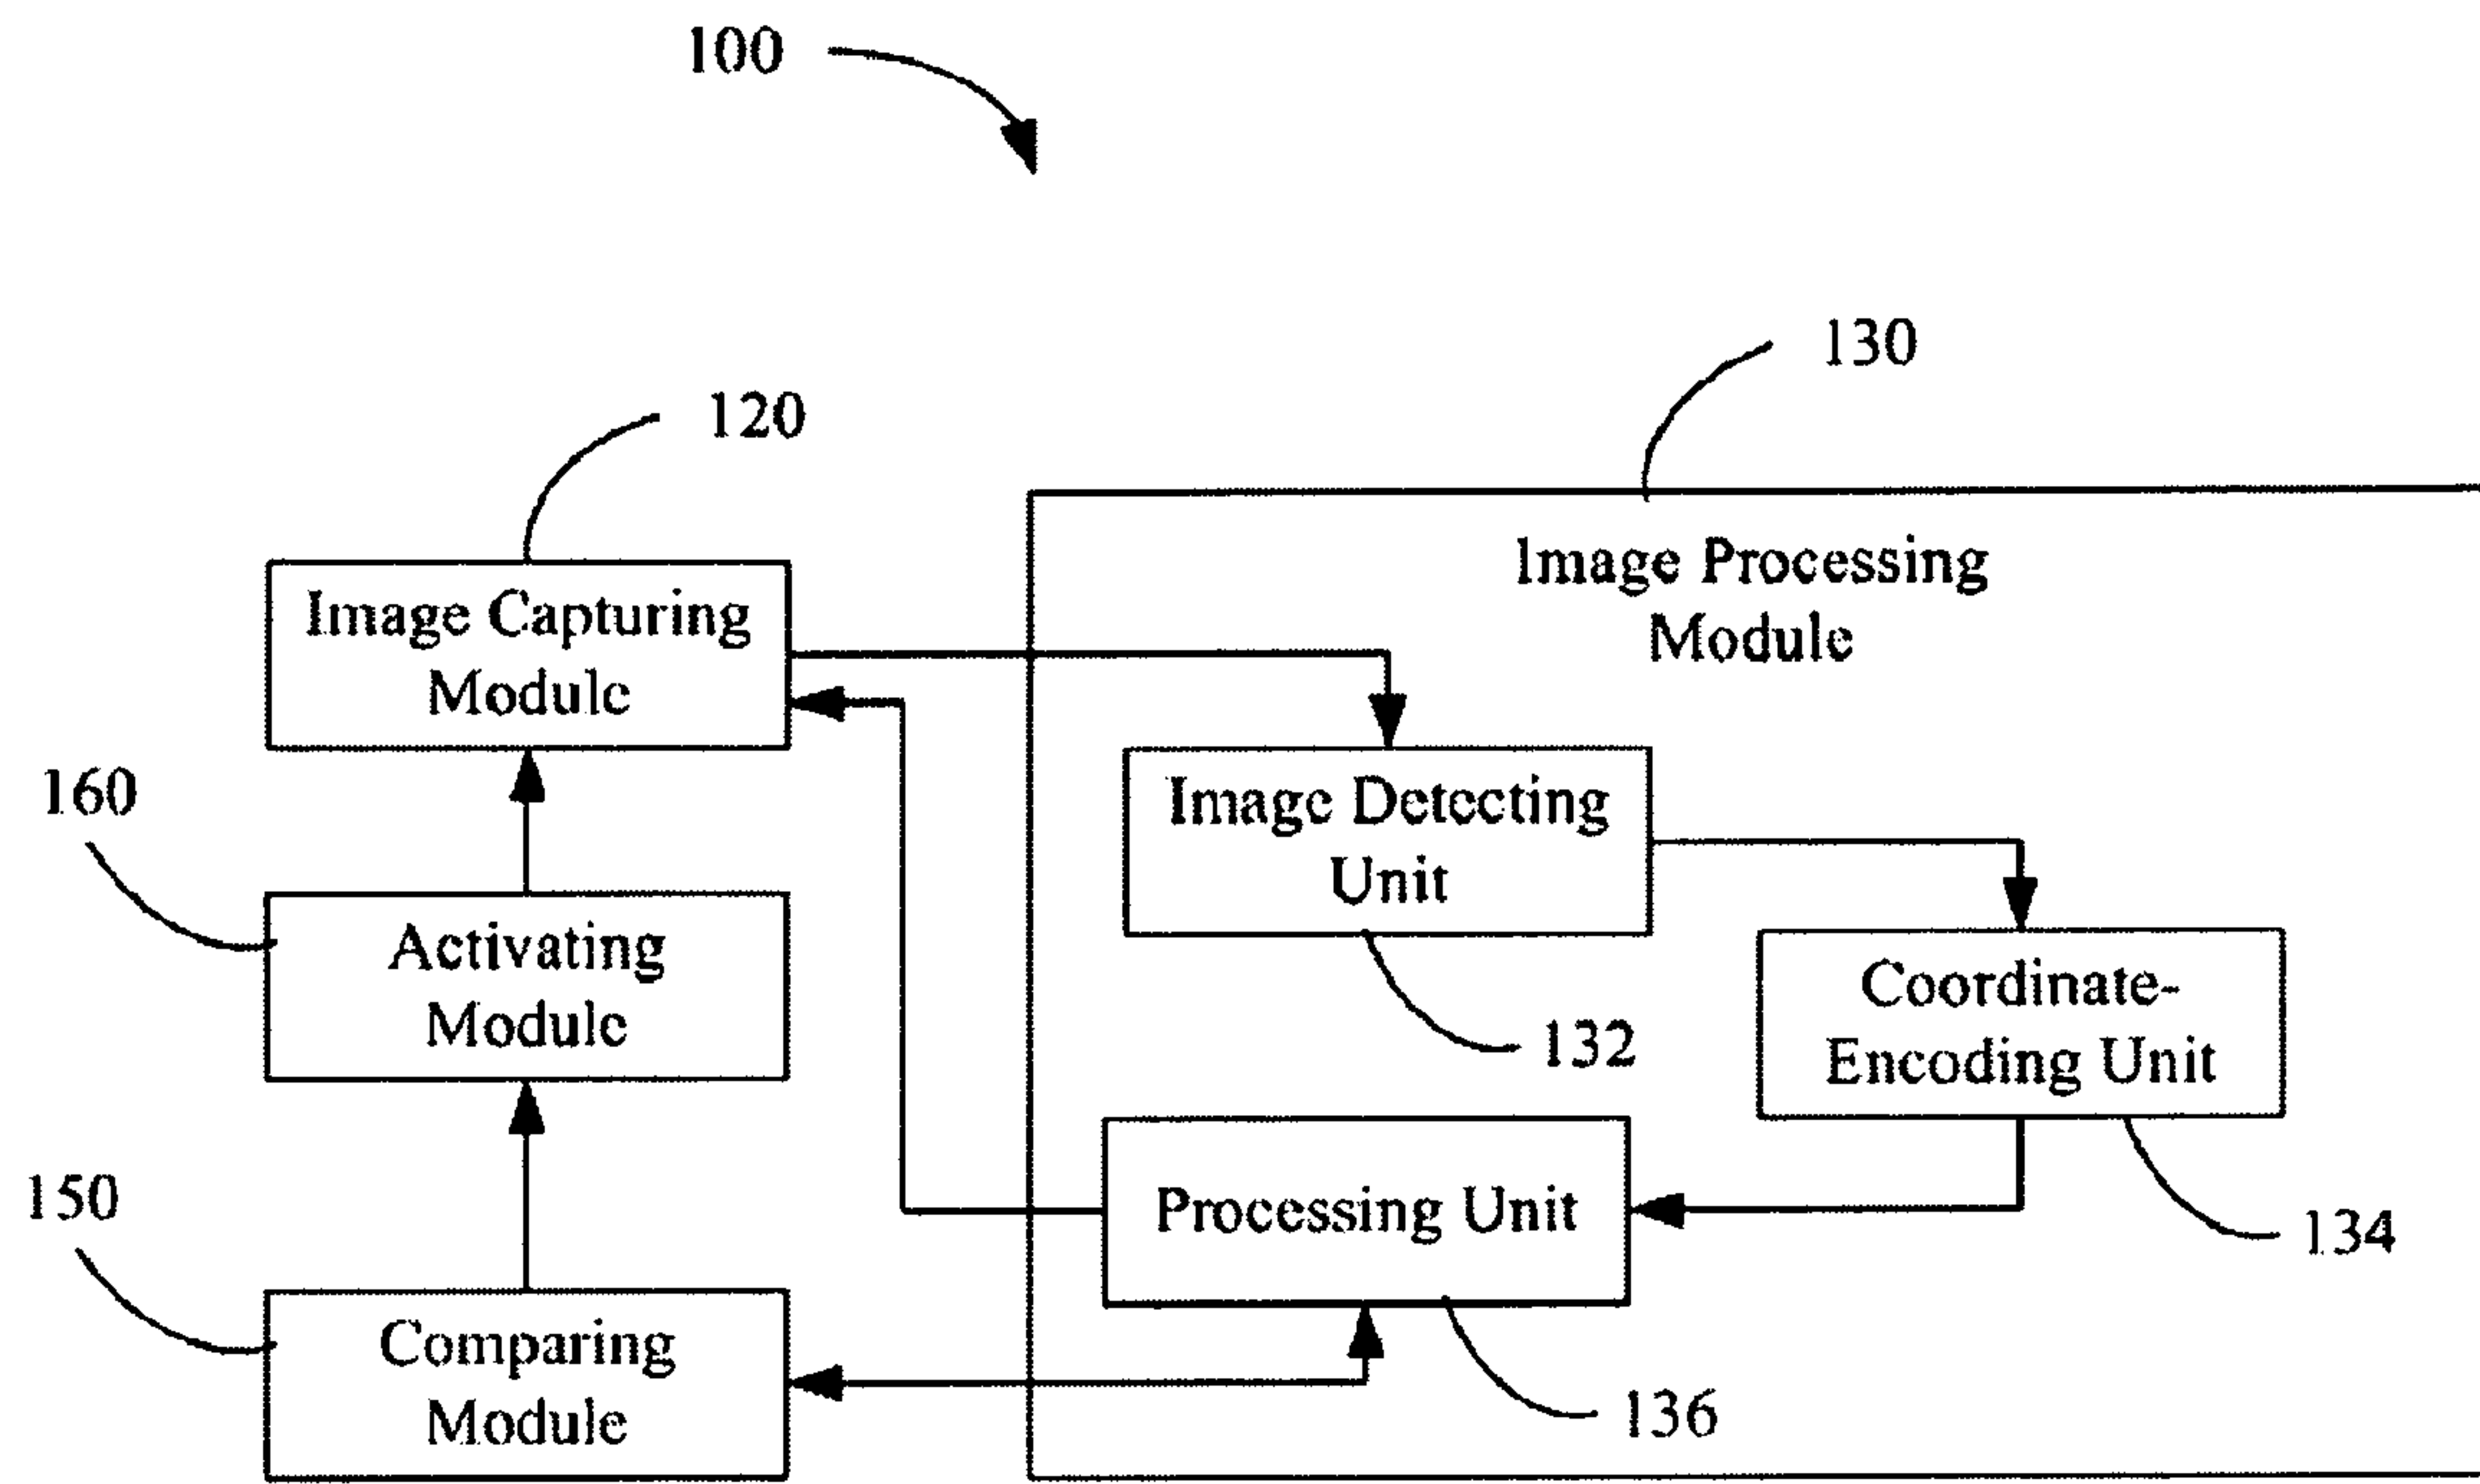 100
130
120
Image Processing
Module
Image Capturing
Module
160
Image Detecting
Unit
Activating
Module
Coordinate-
Encoding Unit
132
150
Processing Unit
134
Comparing
Module
136